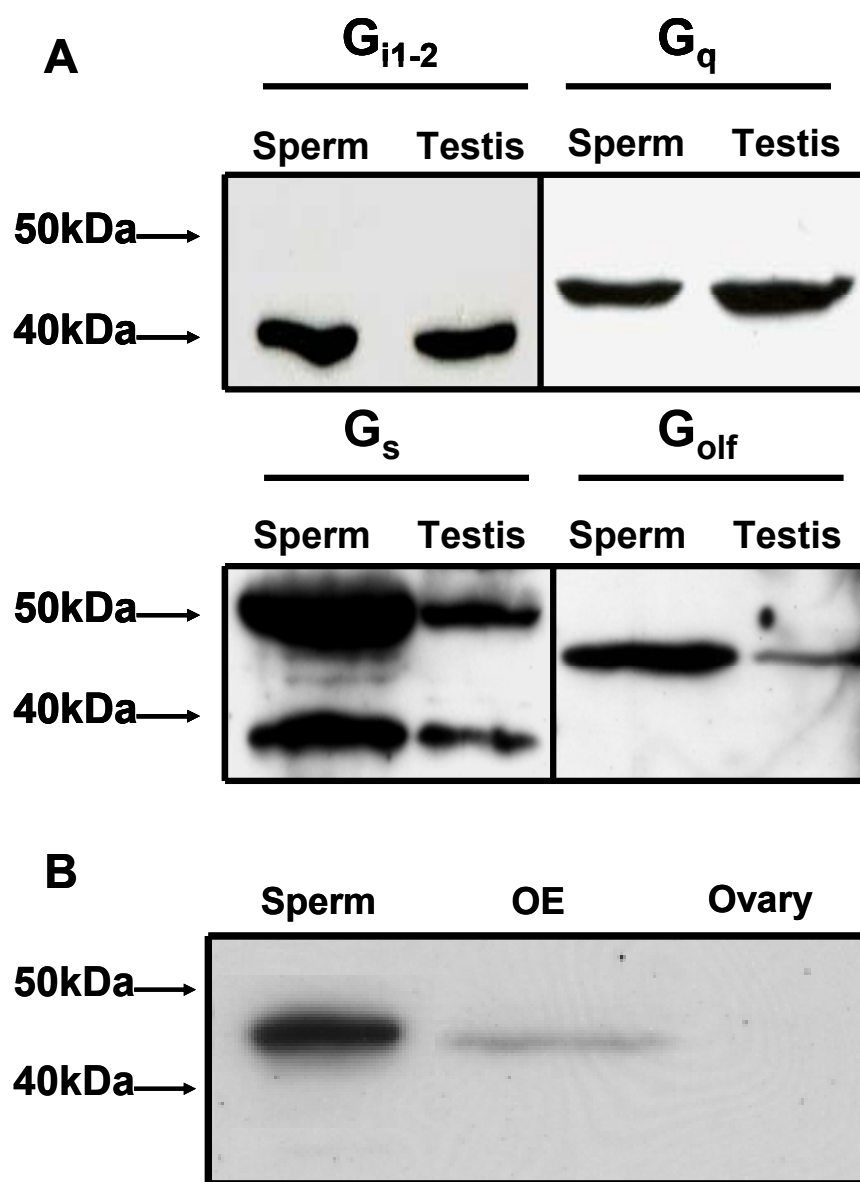 A
Gi1-2 Gq
Sperm Testis Sperm Testis
50kDa
40kDa
Gs Golf
Sperm Testis Sperm Testis
50kDa
40kDa
B
Sperm OE Ovary
50kDa
40kDa